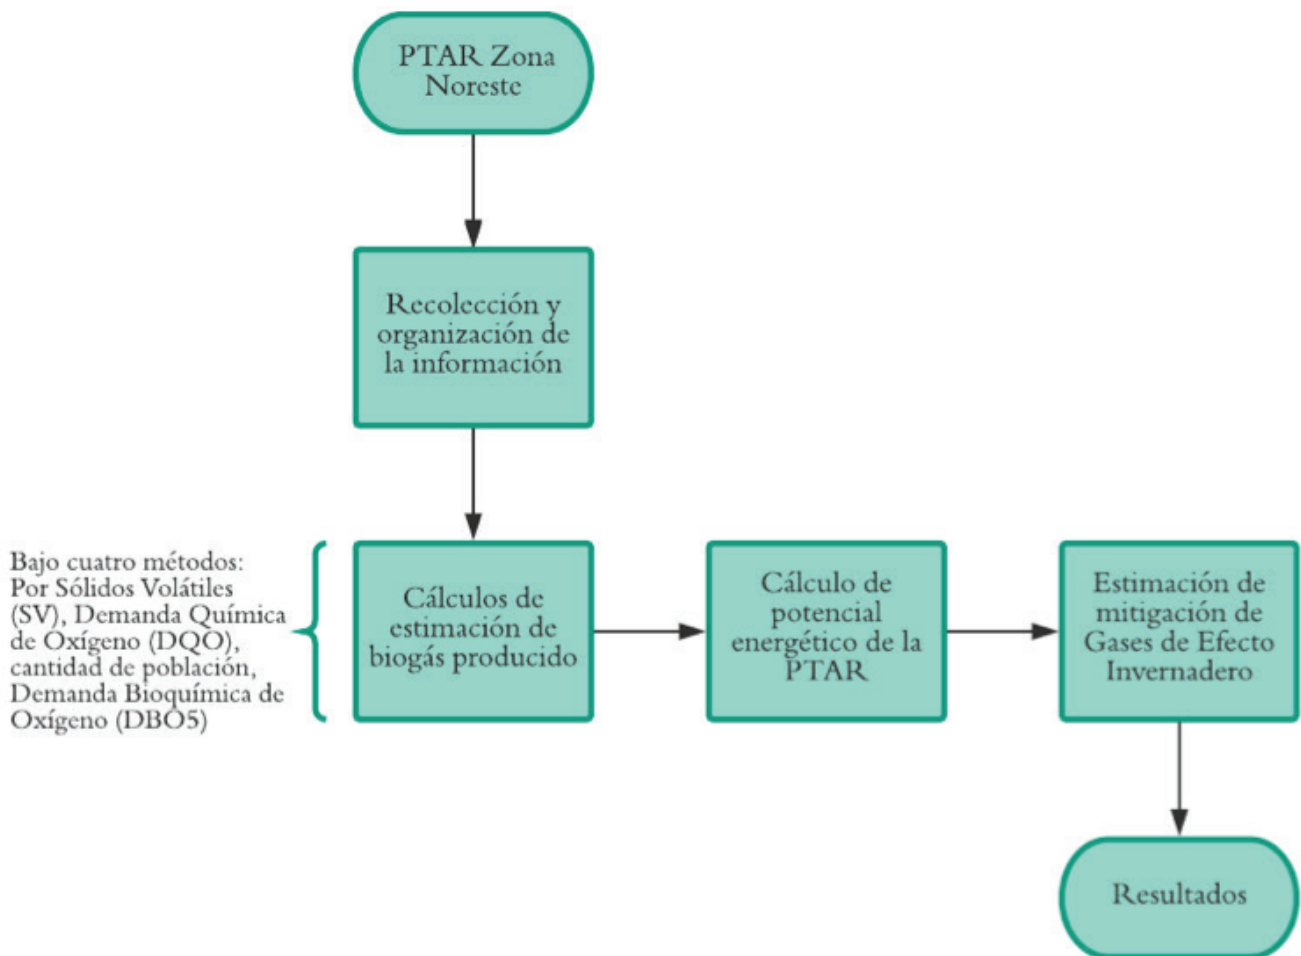 PTAR Zona
Noreste
Recolección y
organización de
la información
Bajo cuatro métodos:
Por Sólidos Volátiles
(SV), Demanda Química
de Oxígeno (DQO),
cantidad de población,
Demanda Bioquímica de
Oxígeno (DBO5)
Cálculos de
estimación de
biogás producido
Cálculo de
potencial
energético de la
PTAR
Estimación de
mitigación de
Gases de Efecto
Invernadero
Resultados